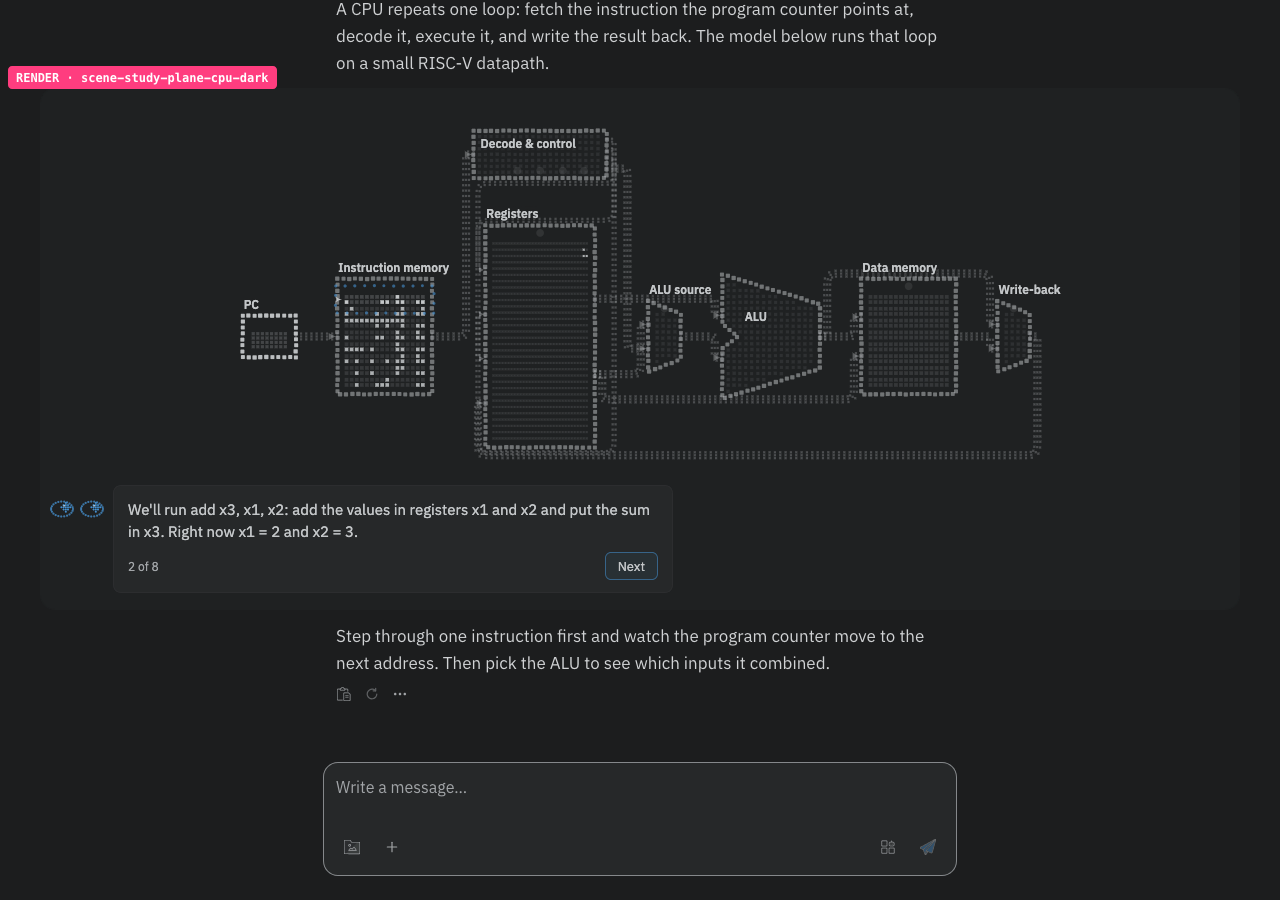 A CPU repeats one loop: fetch the instruction the program counter points at,
decode it, execute it, and write the result back. The model below runs that loop
on a small RISC-V datapath.
RENDER · scene-study-plane-cpu-dark
Decode & control
Registers
Instruction memory
Data memory
ALU source
Write-back
PC
ALU
We'll run add x3, x1, x2: add the values in registers x1 and x2 and put the sum
in x3. Right now x1 = 2 and x2 = 3.
2 of 8
Next
Step through one instruction first and watch the program counter move to the
next address. Then pick the ALU to see which inputs it combined.
Write a message...